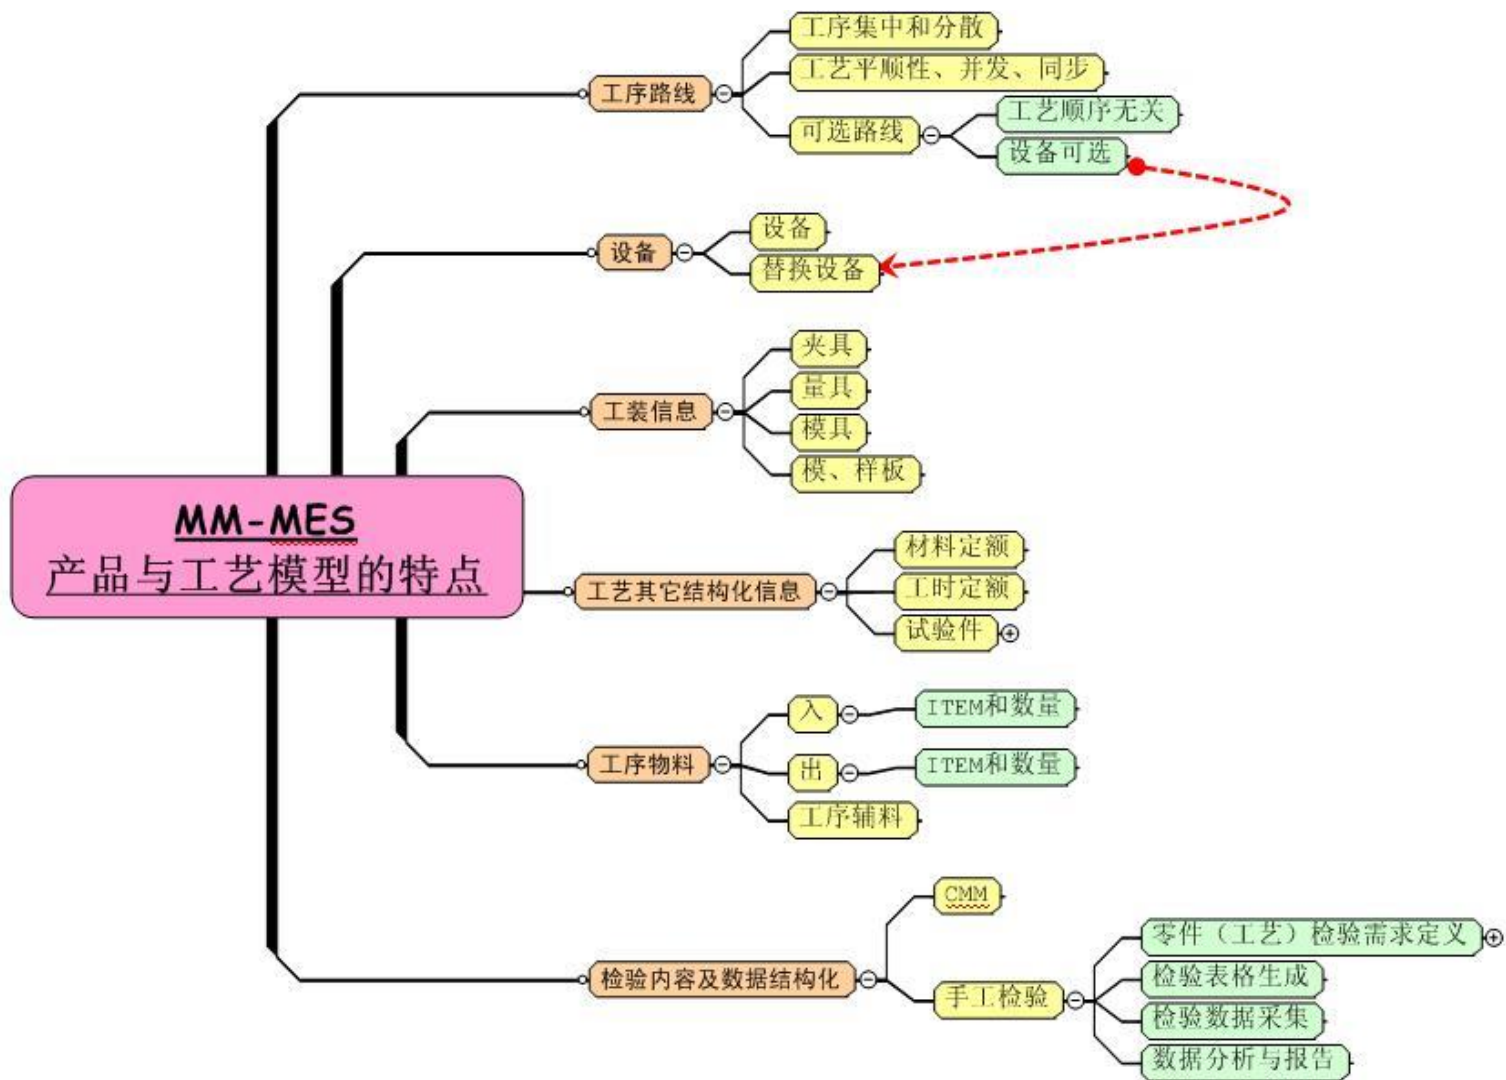 工序集中和分散
工艺平顺性、并发、同步
工序路线
可选路线
工艺顺序无关
设备可选
设备
设备
替换设备
夹具
量具
工装信息
模具
模、样板
MM-MES
产品与工艺模型的特点
材料定额
工艺其它结构化信息
工时定额
试验件
入
ITEM和数量
工序物料
出
ITEM和数量
工序辅料
CMM
检验内容及数据结构化
手工检验
零件（工艺）检验需求定义
检验表格生成
检验数据采集
数据分析与报告